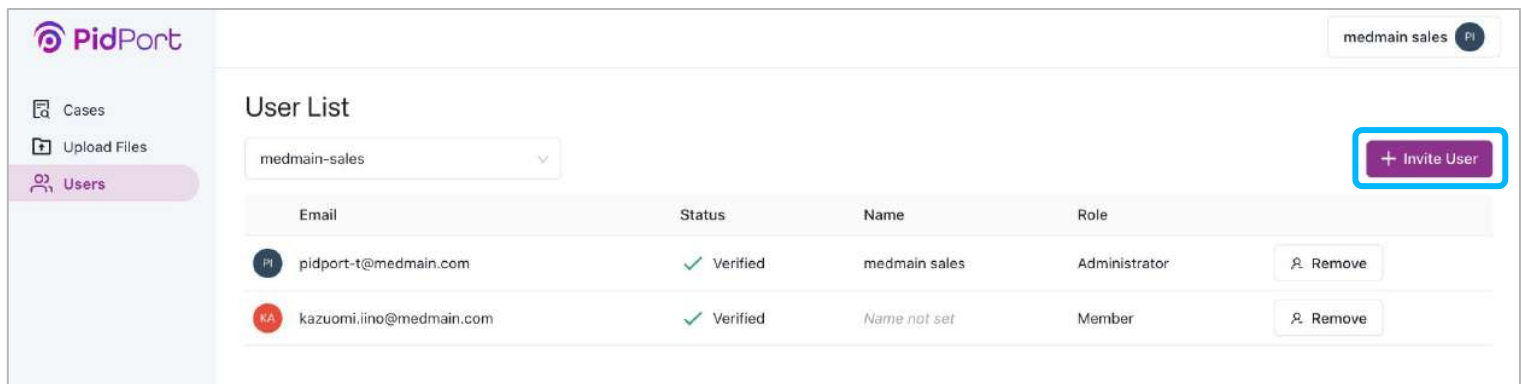 PidPort
medmain sales PI
Cases
Upload Files
Users
User List
medmain-sales
+ Invite User
Email Status Name Role
PI pidport-t@medmain.com Verified medmain sales Administrator Remove
KA kazuomi.iino@medmain.com Verified Name not set Member Remove